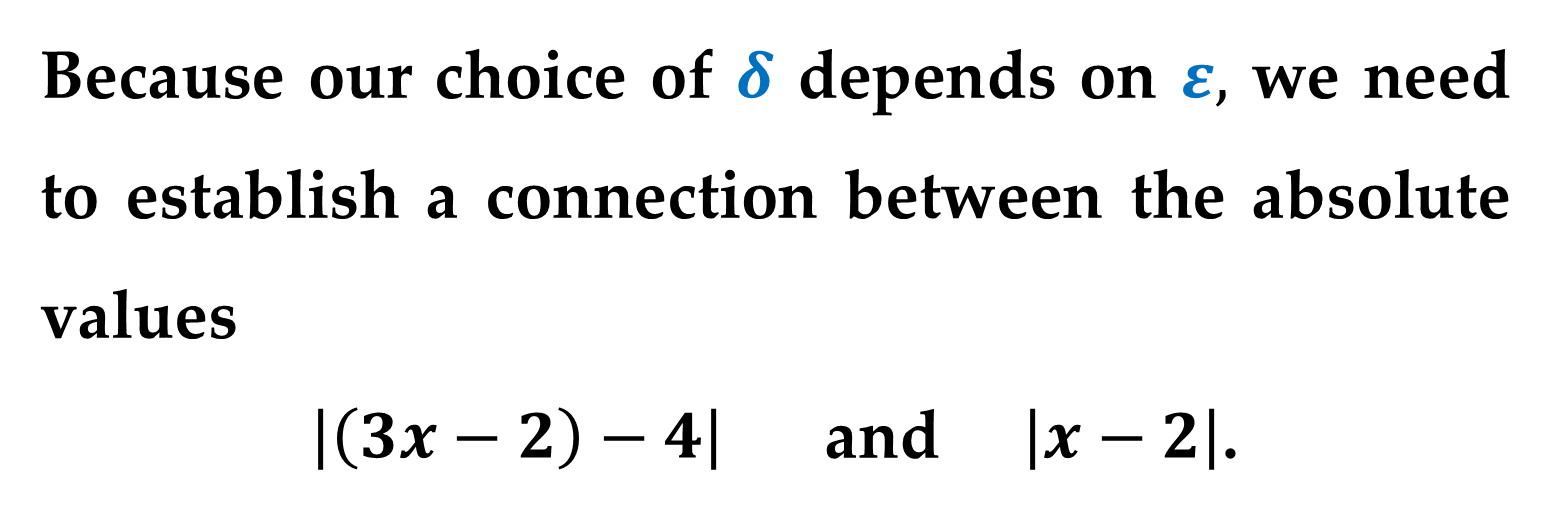 Because our choice of δ depends on ε, we need
to establish a connection between the absolute
values
|(3x − 2) − 4| and |x − 2|.